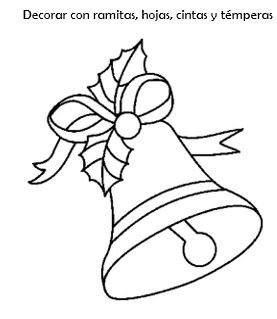 Decorar con ramitas, hojas, cintas y témperas